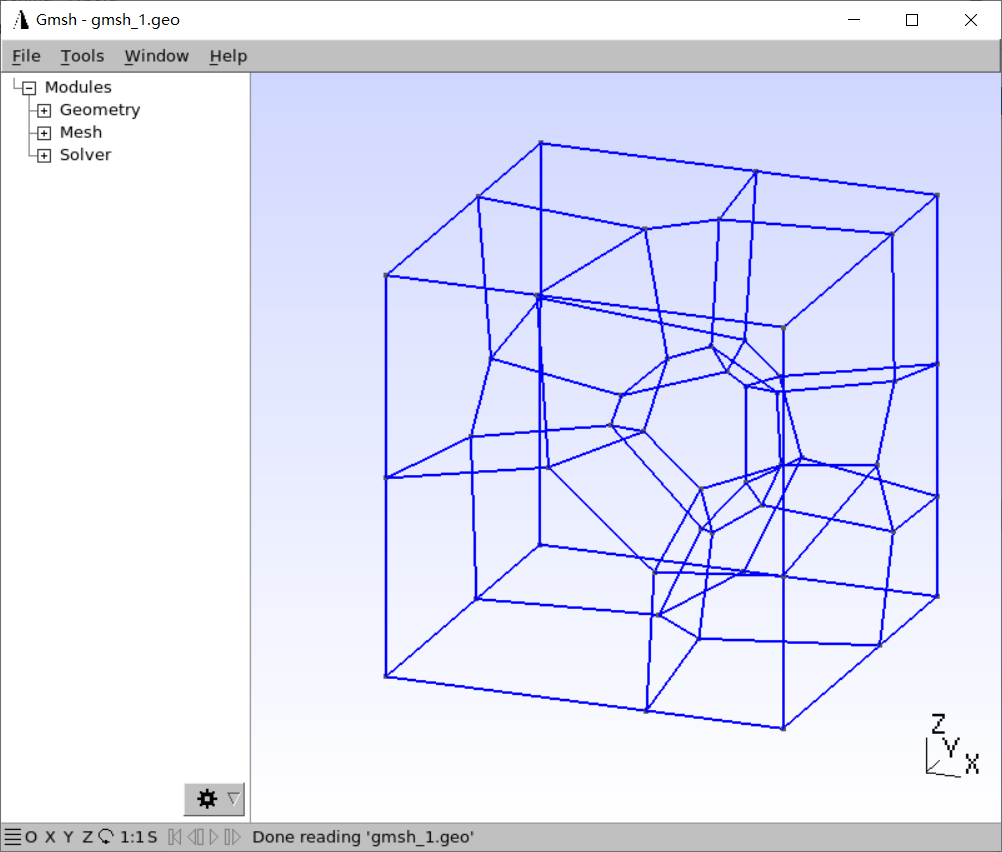 Gmsh - gmsh_1.geo
File Tools Window Help
Modules
Geometry
Mesh
Solver
Z
Y
X
O X Y Z 1:1 S Done reading 'gmsh_1.geo'